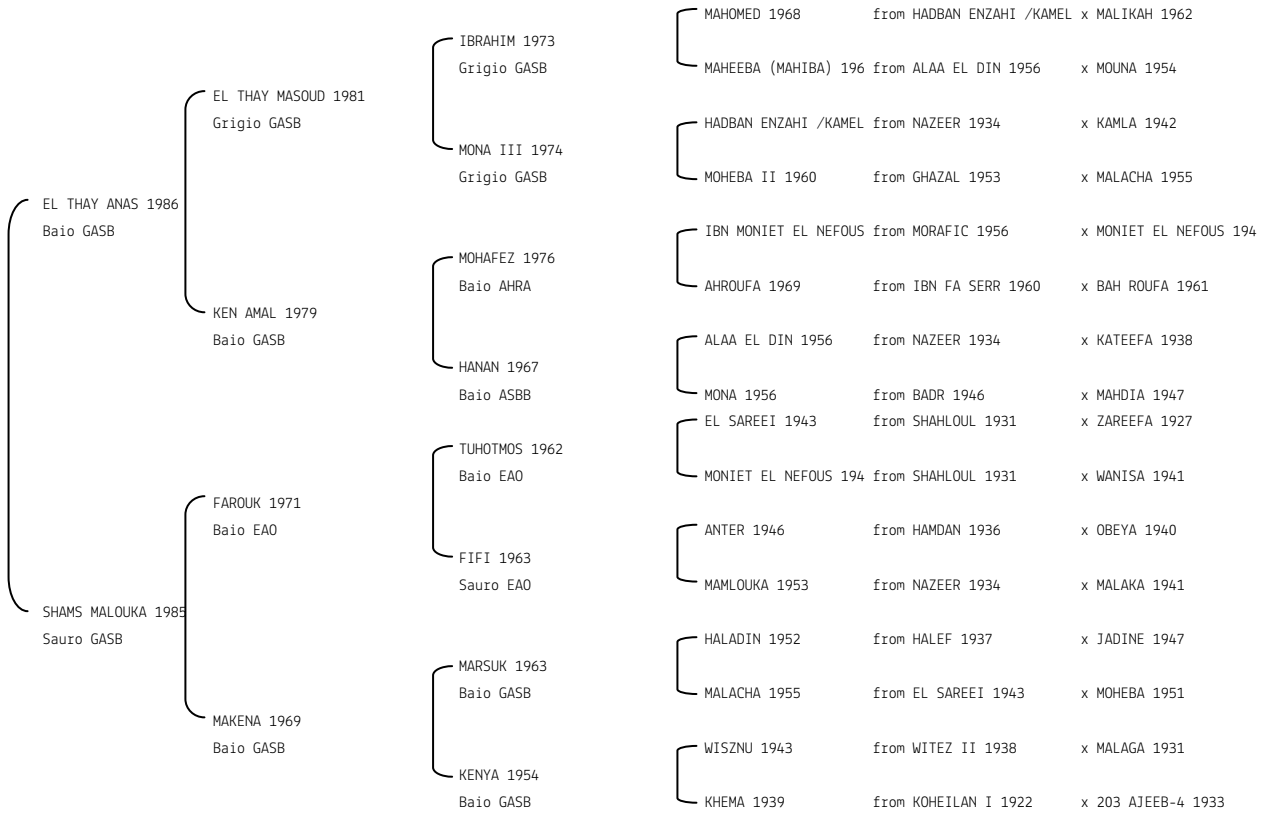 MAHOMED 1968 from HADBAN ENZAHI /KAMEL x MALIKAH 1962
IBRAHIM 1973
Grigio GASB
MAHEEBA (MAHIBA) 196 from ALAA EL DIN 1956 x MOUNA 1954
EL THAY MASOUD 1981
Grigio GASB
HADBAN ENZAHI /KAMEL from NAZEER 1934 x KAMLA 1942
MONA III 1974
Grigio GASB
MOHEBA II 1960 from GHAZAL 1953 x MALACHA 1955
EL THAY ANAS 1986
Baio GASB
IBN MONIET EL NEFOUS from MORAFIC 1956 x MONIET EL NEFOUS 194
MOHAFEZ 1976
Baio AHRA
AHROUFA 1969 from IBN FA SERR 1960 x BAH ROUFA 1961
KEN AMAL 1979
Baio GASB
ALAA EL DIN 1956 from NAZEER 1934 x KATEEFA 1938
HANAN 1967
Baio ASBB
MONA 1956 from BADR 1946 x MAHDIA 1947
EL SAREEI 1943 from SHAHLOUL 1931 x ZAREEFA 1927
TUHOTMOS 1962
Baio EAO
MONIET EL NEFOUS 194 from SHAHLOUL 1931 x WANISA 1941
FAROUK 1971
Baio EAO
ANTER 1946 from HAMDAN 1936 x OBEYA 1940
FIFI 1963
Sauro EAO
MAMLOUKA 1953 from NAZEER 1934 x MALAKA 1941
SHAMS MALOUKA 1985
Sauro GASB
HALADIN 1952 from HALEF 1937 x JADINE 1947
MARSUK 1963
Baio GASB
MALACHA 1955 from EL SAREEI 1943 x MOHEBA 1951
MAKENA 1969
Baio GASB
WISZNU 1943 from WITEZ II 1938 x MALAGA 1931
KENYA 1954
Baio GASB
KHEMA 1939 from KOHEILAN I 1922 x 203 AJEEB-4 1933